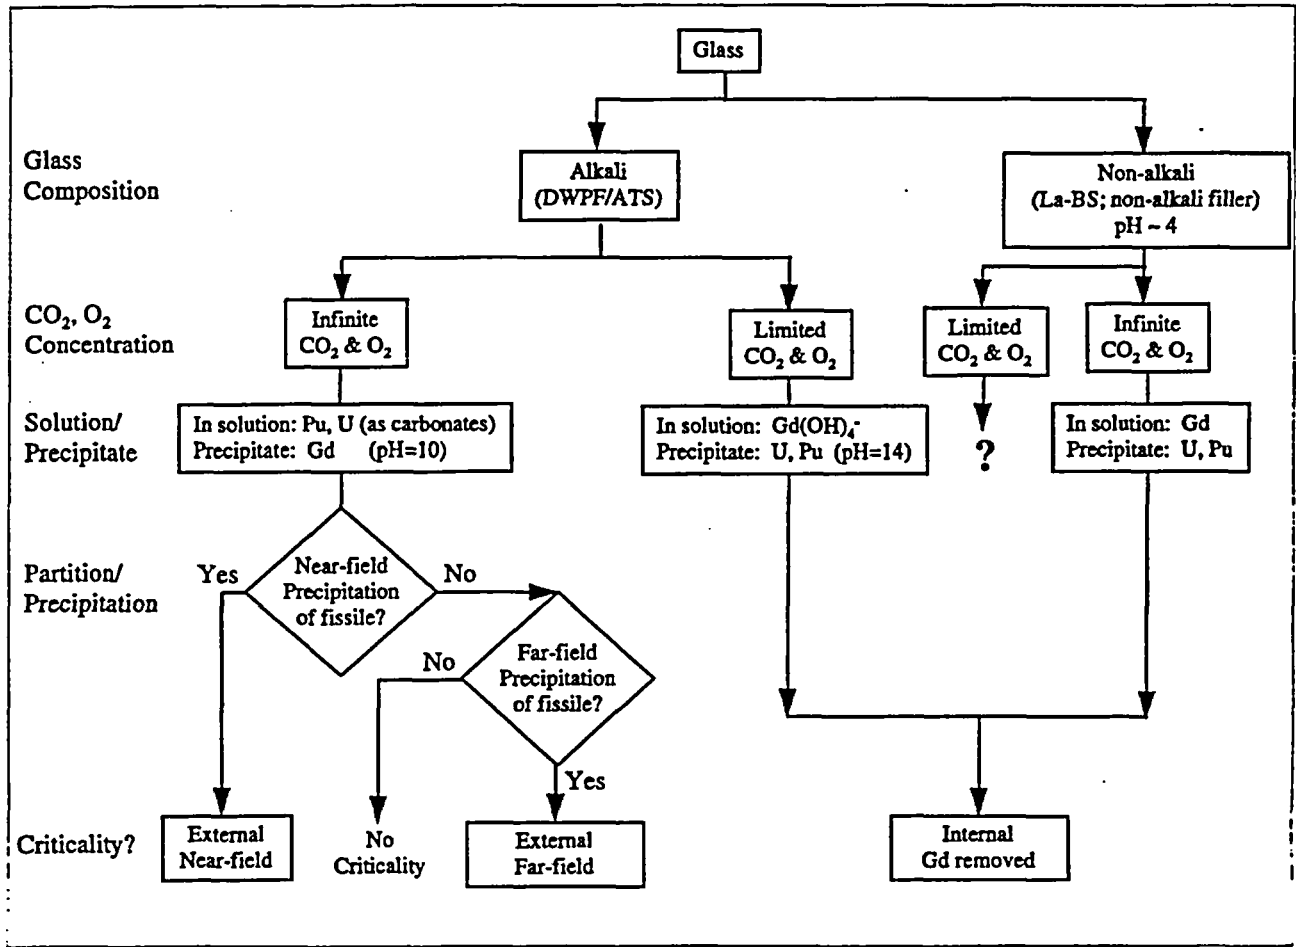 Glass
Glass
Composition
Alkali
(DWPF/ATS)
Non-alkali
(La-BS; non-alkali filler)
pH ~ 4
CO₂, O₂
Concentration
Infinite
CO₂ & O₂
Limited
CO₂ & O₂
Limited
CO₂ & O₂
Infinite
CO₂ & O₂
Solution/
Precipitate
In solution: Pu, U (as carbonates)
Precipitate: Gd (pH=10)
In solution: Gd(OH)₄⁻
Precipitate: U, Pu (pH=14)
?
In solution: Gd
Precipitate: U, Pu
Partition/
Precipitation
Yes
Near-field
Precipitation
of fissile?
No
No
Far-field
Precipitation
of fissile?
Yes
Criticality?
External
Near-field
No
Criticality
External
Far-field
Internal
Gd removed